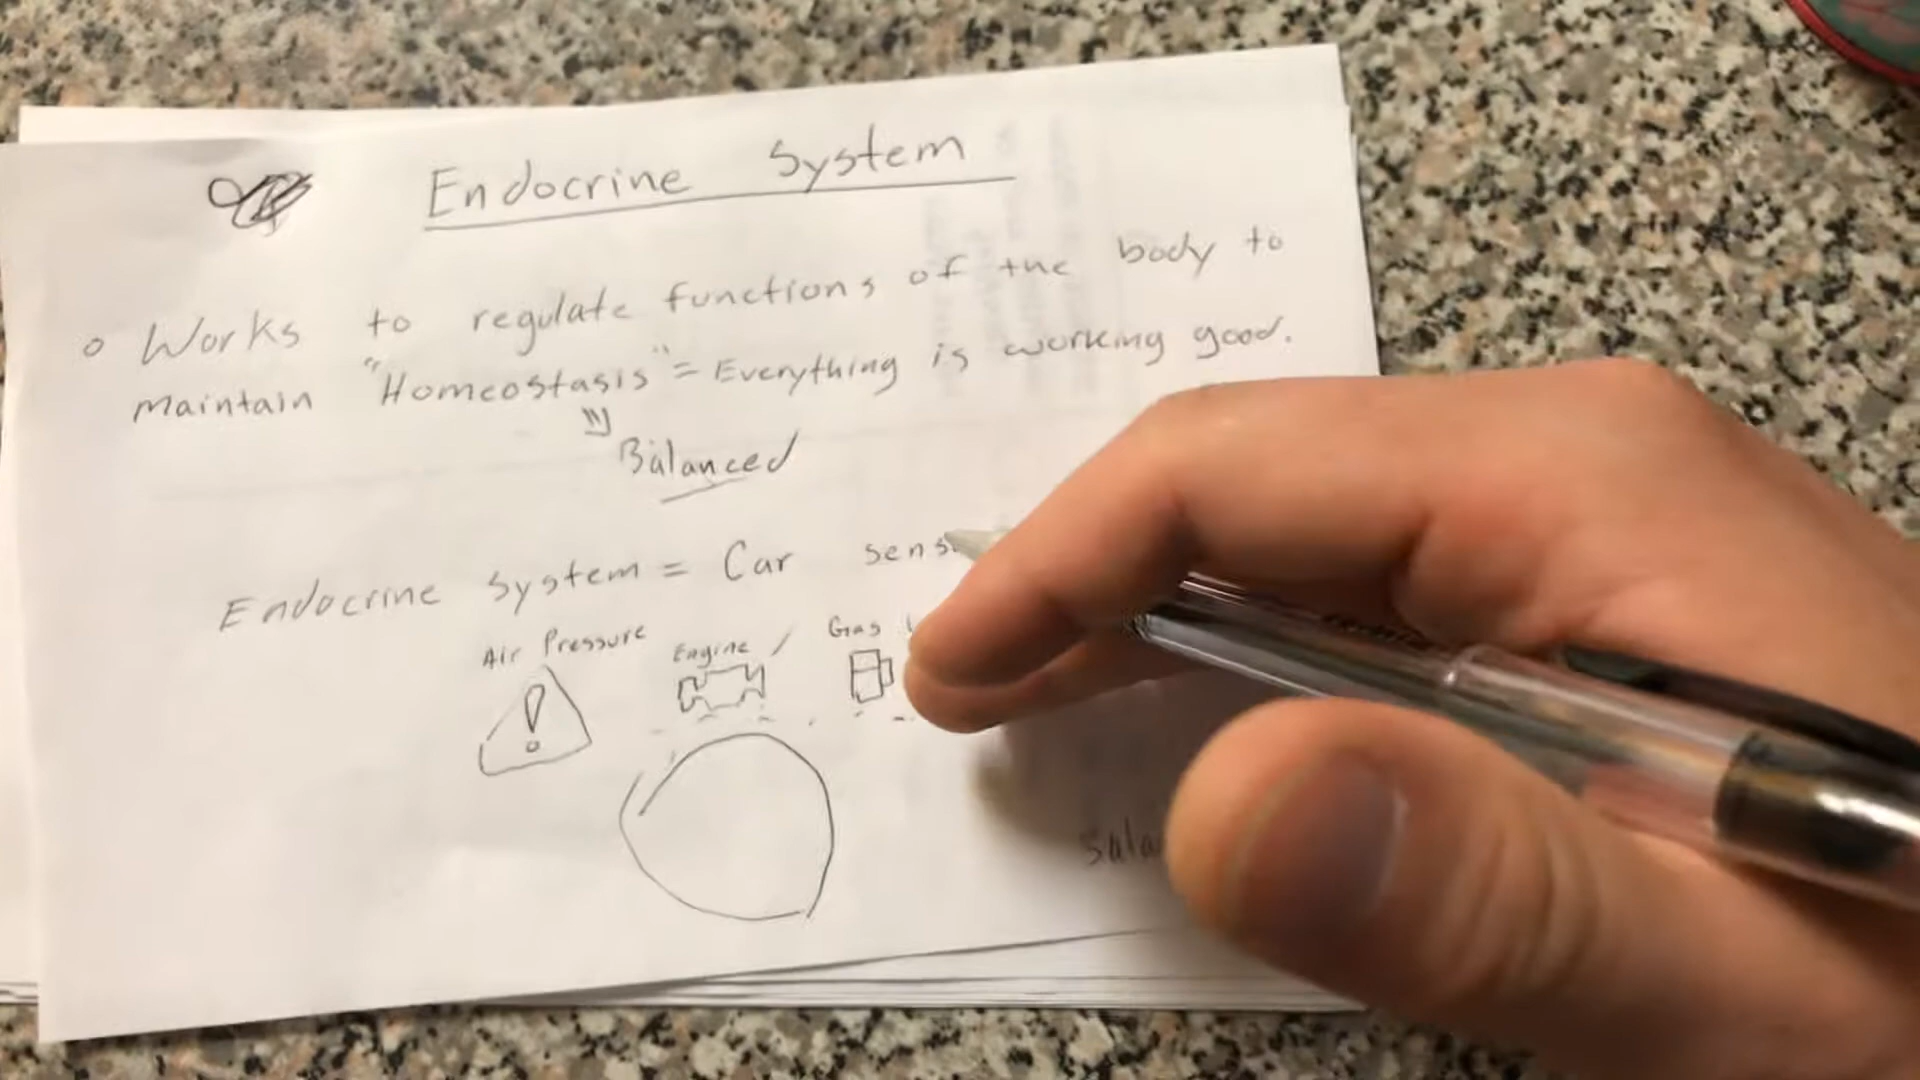 Endocrine System
Works to regulate functions of the body to
maintain "Homeostasis" = Everything is working good.
Balanced
Endocrine System = Car
Air Pressure Engine / Gas